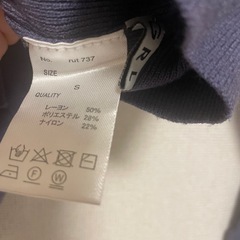 No. rut737
SIZE
S
QUALITY
レーヨン 50%
ポリエステル 28%
ナイロン 22%